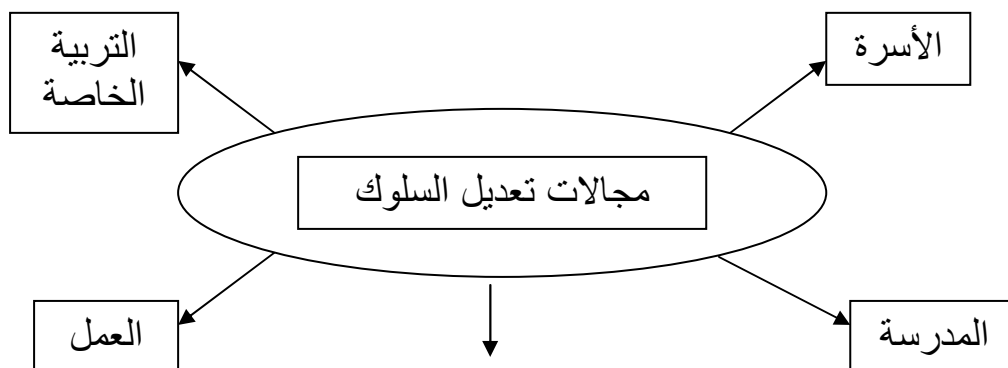 الأسرة
التربية
الخاصة
مجالات تعديل السلوك
المدرسة
العمل